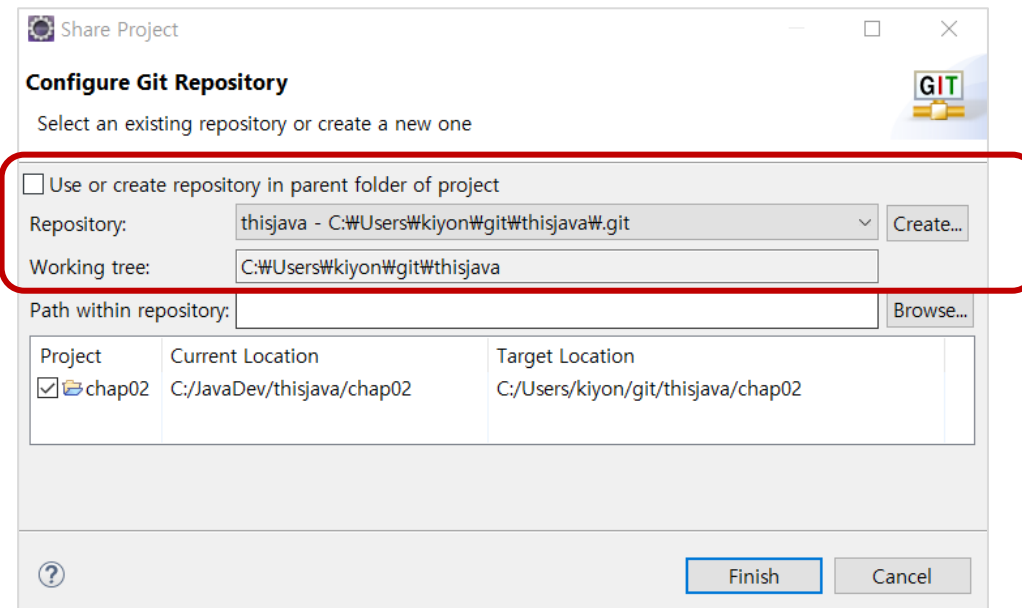 Share Project
Configure Git Repository
GIT
Select an existing repository or create a new one
Use or create repository in parent folder of project
Repository: thisjava - C:₩Users₩kiyon₩git₩thisjava₩.git Create...
Working tree: C:₩Users₩kiyon₩git₩thisjava
Path within repository: Browse...
Project Current Location Target Location
chap02 C:/JavaDev/thisjava/chap02 C:/Users/kiyon/git/thisjava/chap02
? Finish Cancel